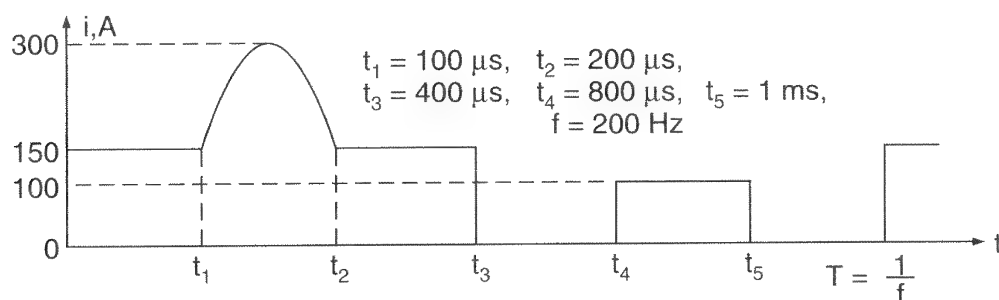 i,A
300
t₁ = 100 μs, t₂ = 200 μs,
t₃ = 400 μs, t₄ = 800 μs, t₅ = 1 ms,
f = 200 Hz
150
100
0
t₁ t₂ t₃ t₄ t₅ T = 1/f t